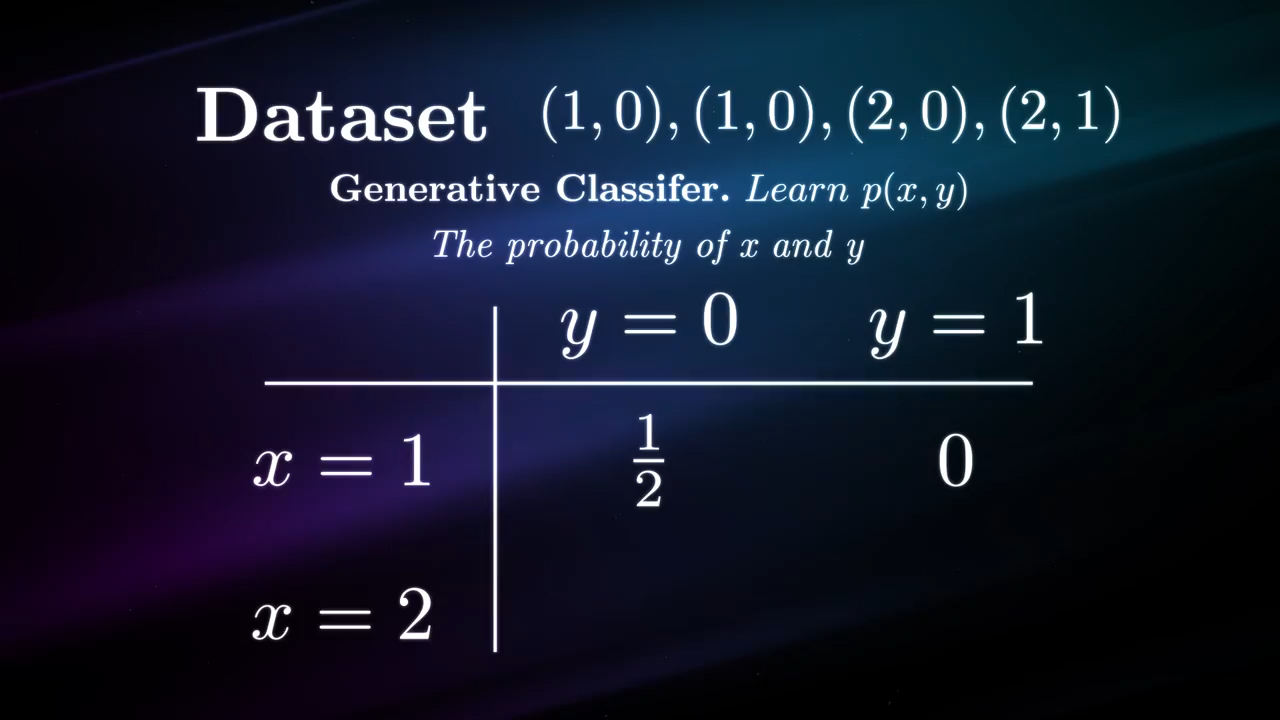 Dataset (1, 0), (1, 0), (2, 0), (2, 1)
Generative Classifer. Learn p(x, y)
The probability of x and y
y = 0 y = 1
x = 1 1/2 0
x = 2